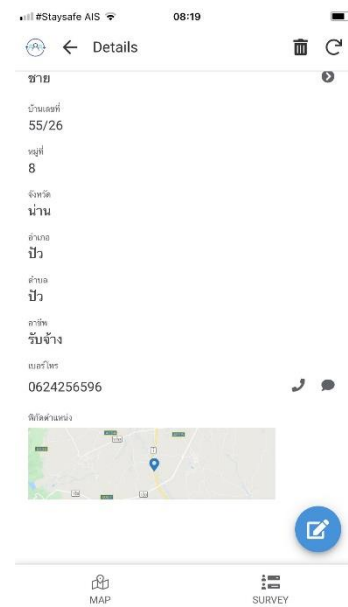 #Staysafe AIS
08:19
Details
ชาย
บ้านเลขที่
55/26
หมู่ที่
8
จังหวัด
น่าน
อำเภอ
ปัว
ตำบล
ปัว
อาชีพ
รับจ้าง
เบอร์โทร
0624256596
พิกัดตำแหน่ง
MAP
SURVEY